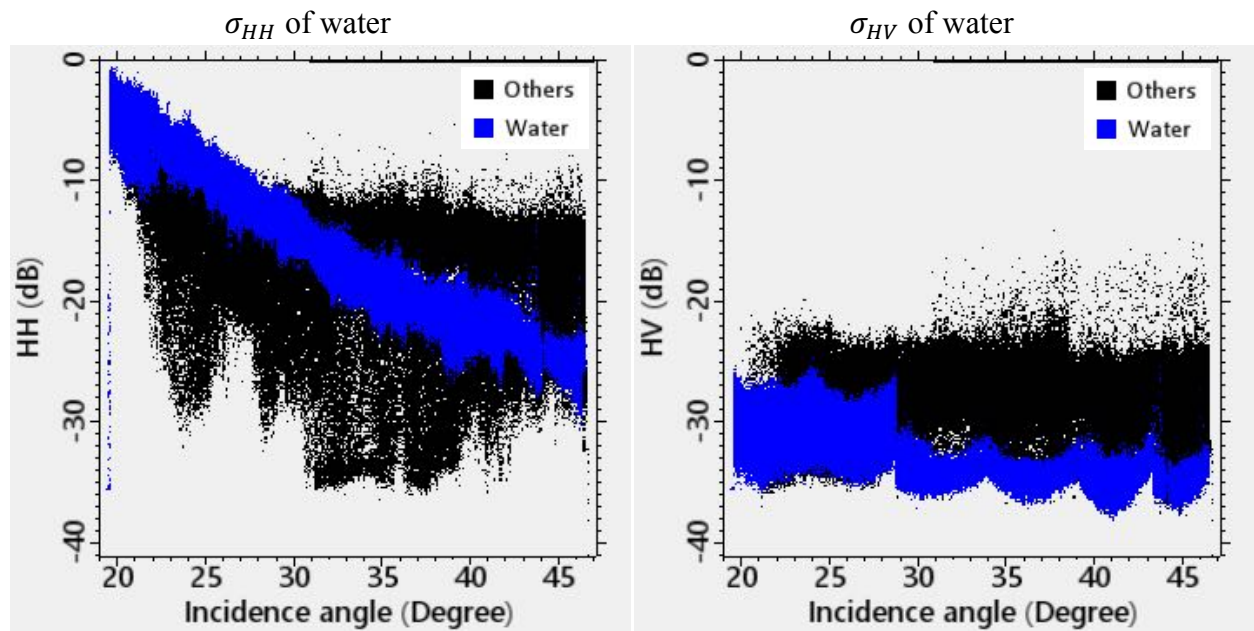 σHH of water
0
-10
-20
-30
-40
HH (dB)
Others
Water
20 25 30 35 40 45
Incidence angle (Degree)
σHV of water
0
-10
-20
-30
-40
HV (dB)
Others
Water
20 25 30 35 40 45
Incidence angle (Degree)